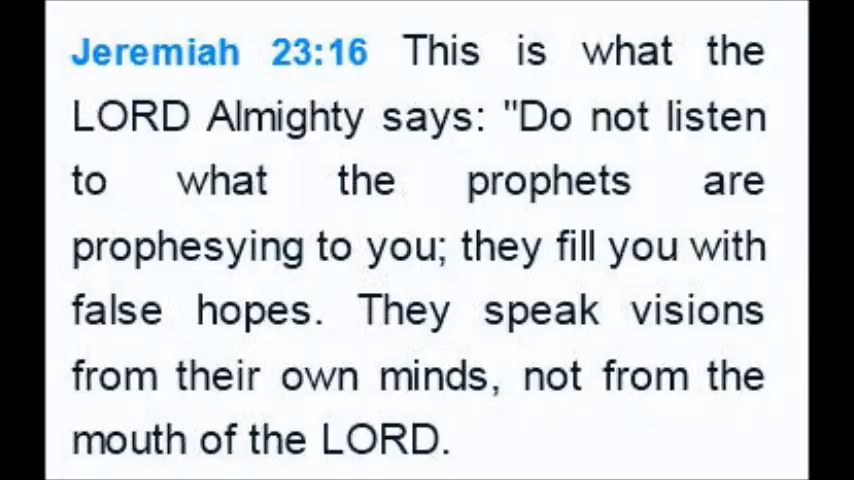 Jeremiah 23:16 This is what the
LORD Almighty says: "Do not listen
to what the prophets are
prophesying to you; they fill you with
false hopes. They speak visions
from their own minds, not from the
mouth of the LORD.